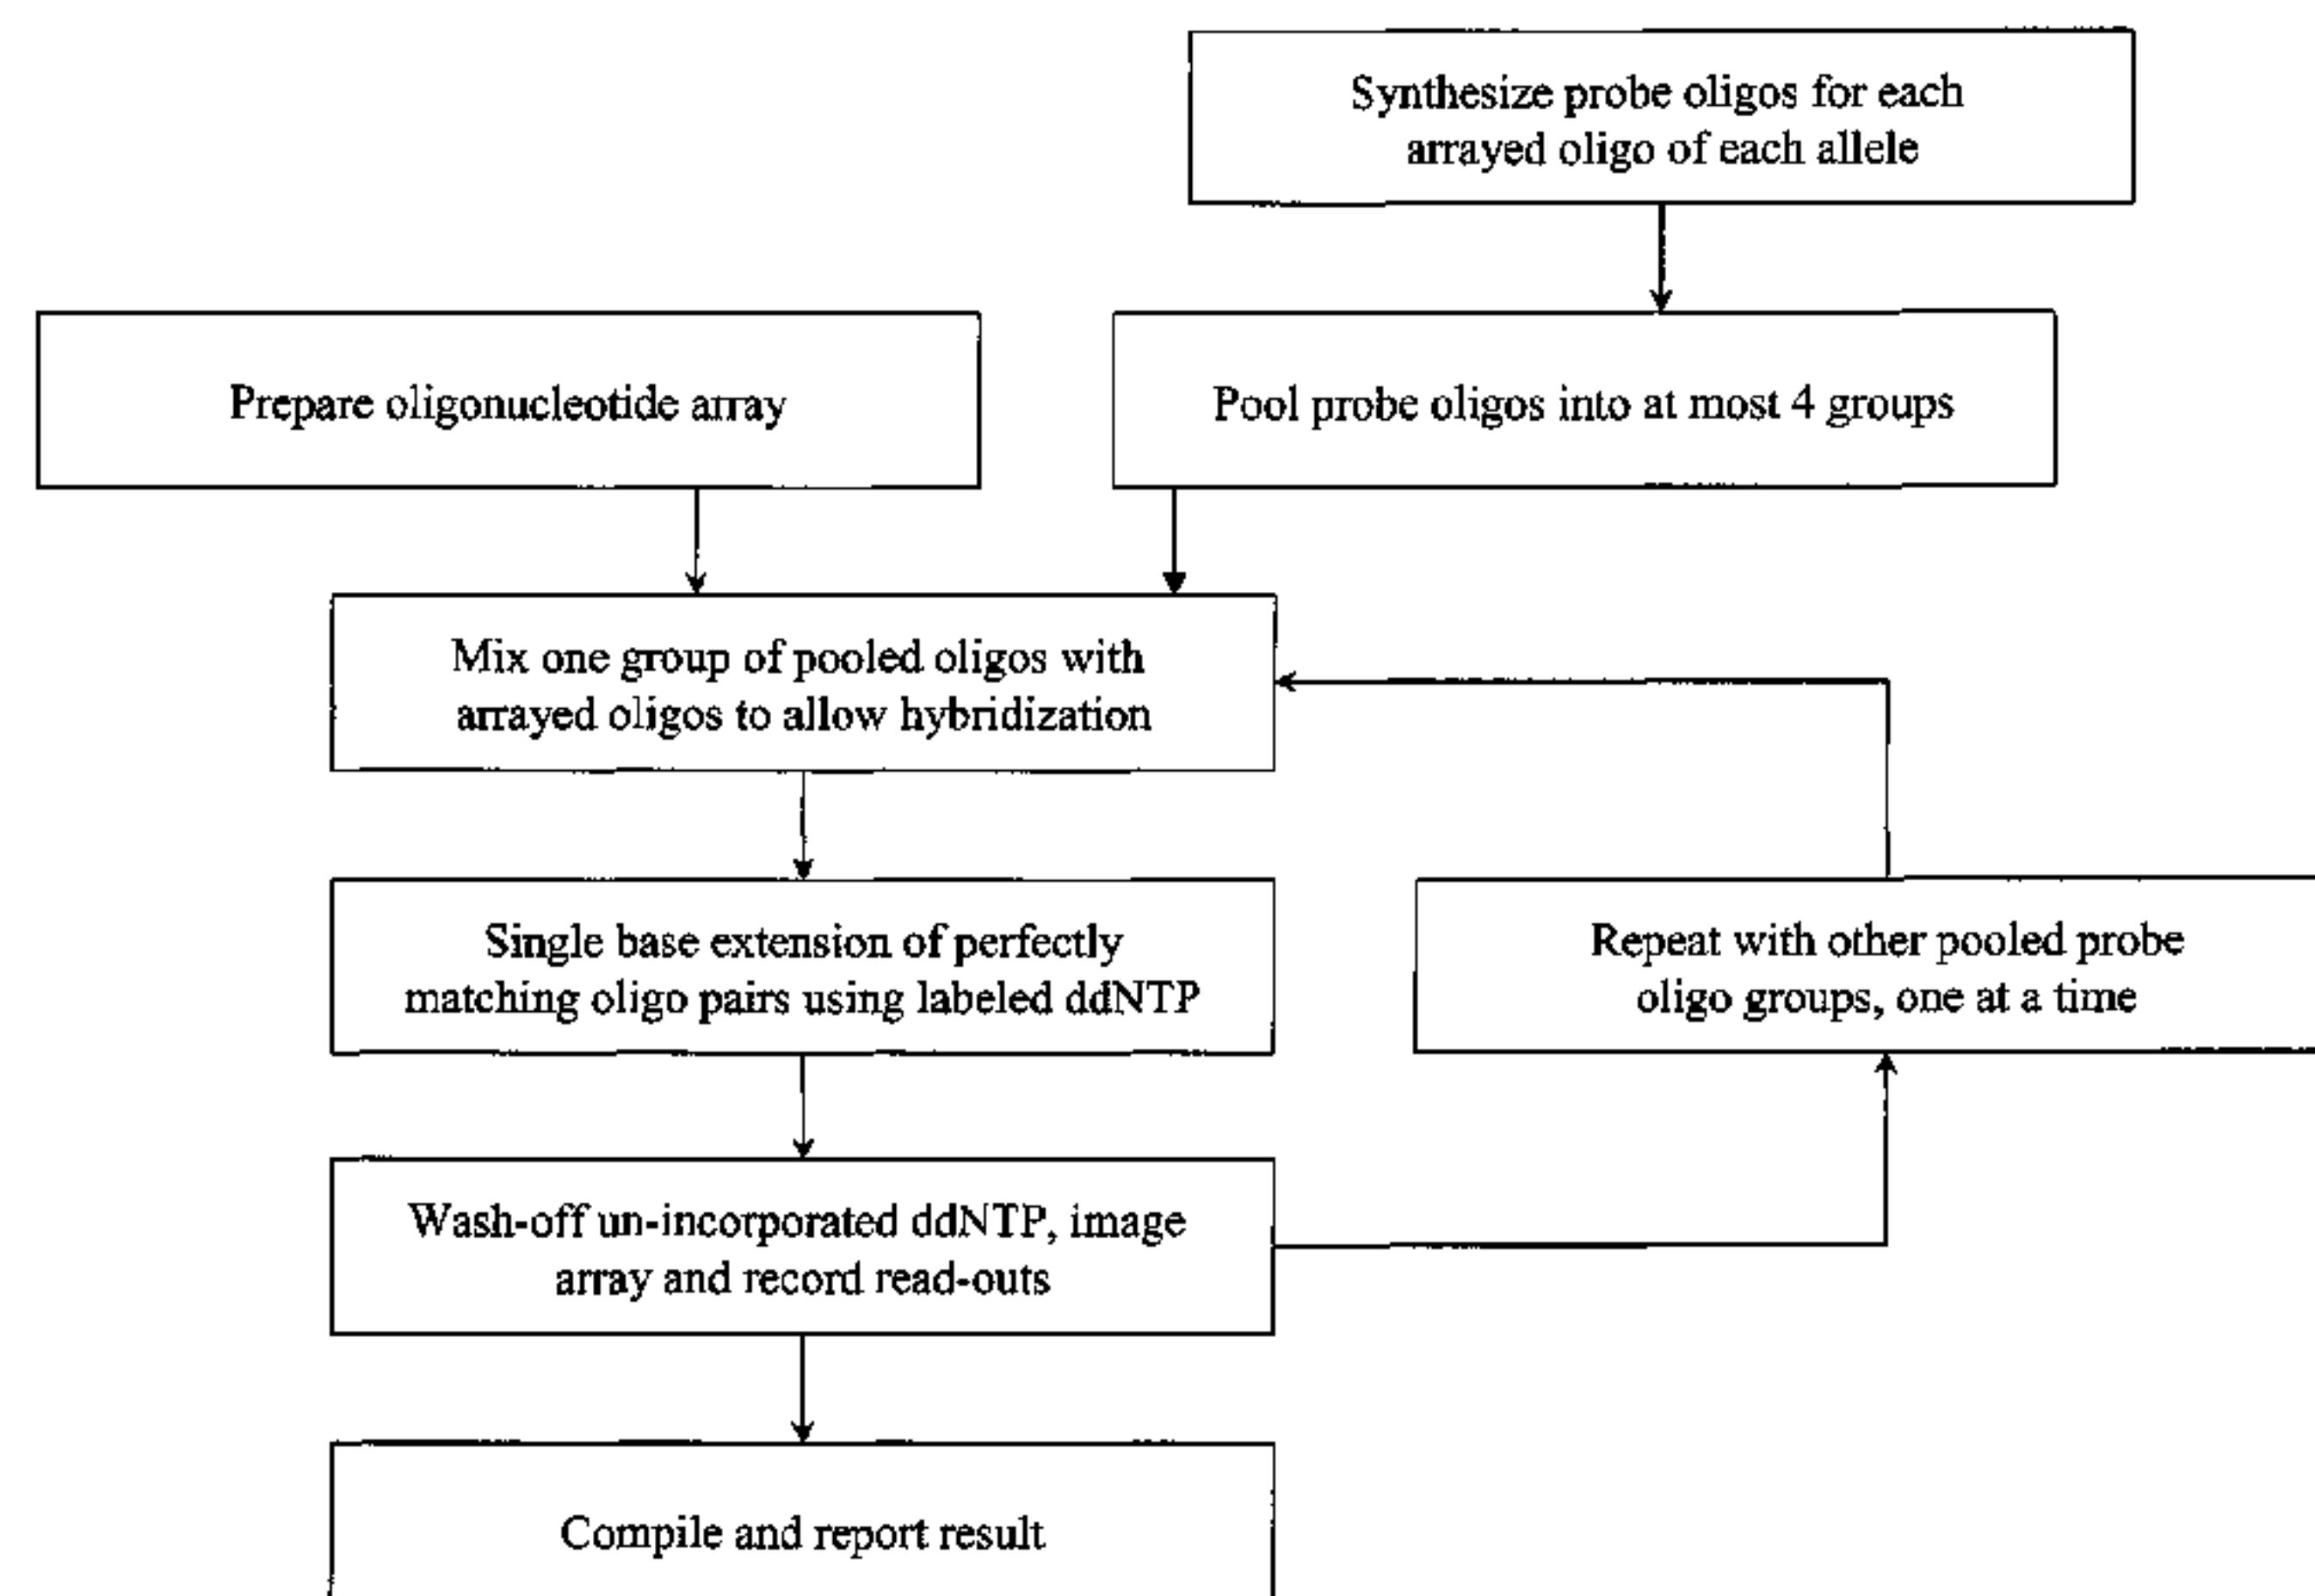 Synthesize probe oligos for each
arrayed oligo of each allele
Prepare oligonucleotide array
Pool probe oligos into at most 4 groups
Mix one group of pooled oligos with
arrayed oligos to allow hybridization
Single base extension of perfectly
matching oligo pairs using labeled ddNTP
Repeat with other pooled probe
oligo groups, one at a time
Wash-off un-incorporated ddNTP, image
array and record read-outs
Compile and report result